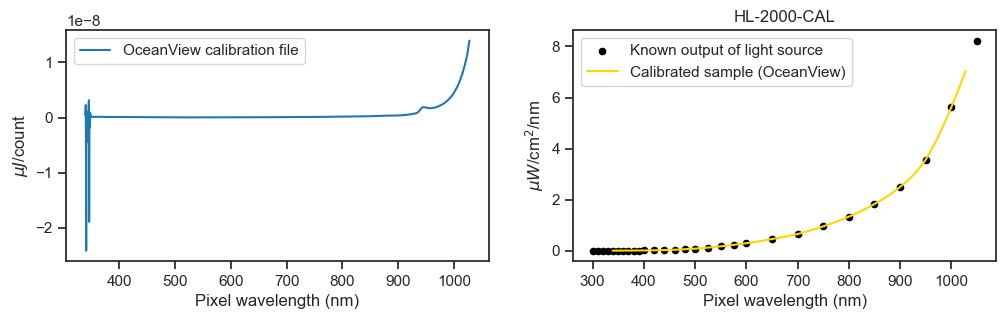 1e−8
OceanView calibration file
1
0
−1
−2
μJ/count
400 500 600 700 800 900 1000
Pixel wavelength (nm)
HL-2000-CAL
Known output of light source
Calibrated sample (OceanView)
8
6
4
2
0
μW/cm²/nm
300 400 500 600 700 800 900 1000
Pixel wavelength (nm)